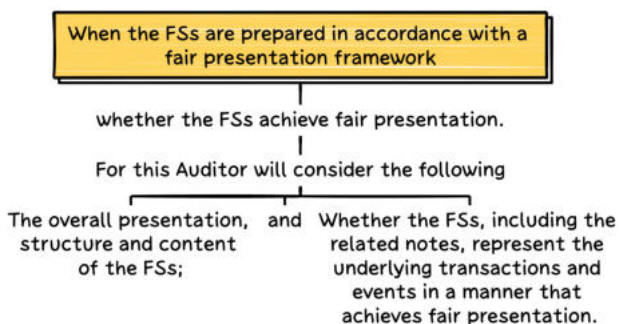 When the FSs are prepared in accordance with a
fair presentation framework
whether the FSs achieve fair presentation.
For this Auditor will consider the following
The overall presentation,
structure and content
of the FSs;
and
Whether the FSs, including the
related notes, represent the
underlying transactions and
events in a manner that
achieves fair presentation.